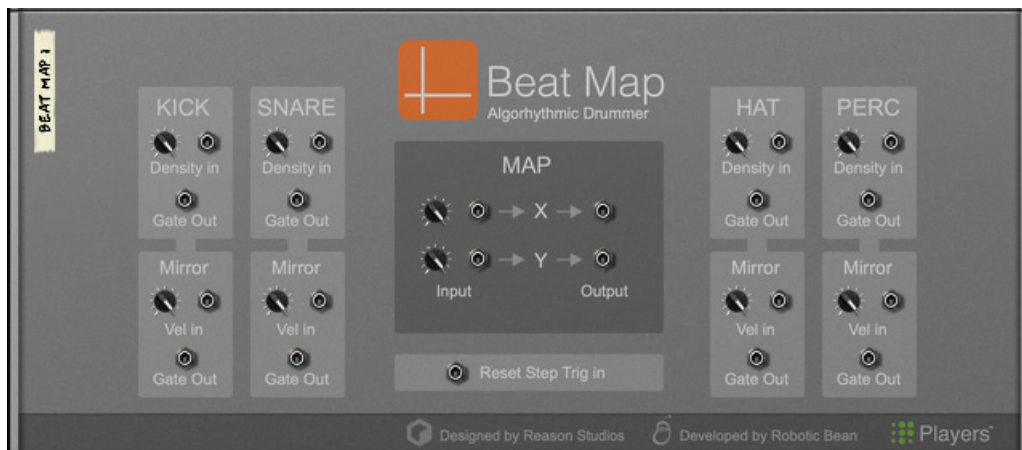 BEAT MAP 1
Beat Map
Algorhythmic Drummer
KICK
Density in
Gate Out
Mirror
Vel in
Gate Out
SNARE
Density in
Gate Out
Mirror
Vel in
Gate Out
MAP
X
Y
Input
Output
Reset Step Trig in
HAT
Density in
Gate Out
Mirror
Vel in
Gate Out
PERC
Density in
Gate Out
Mirror
Vel in
Gate Out
Designed by Reason Studios
Developed by Robotic Bean
Players